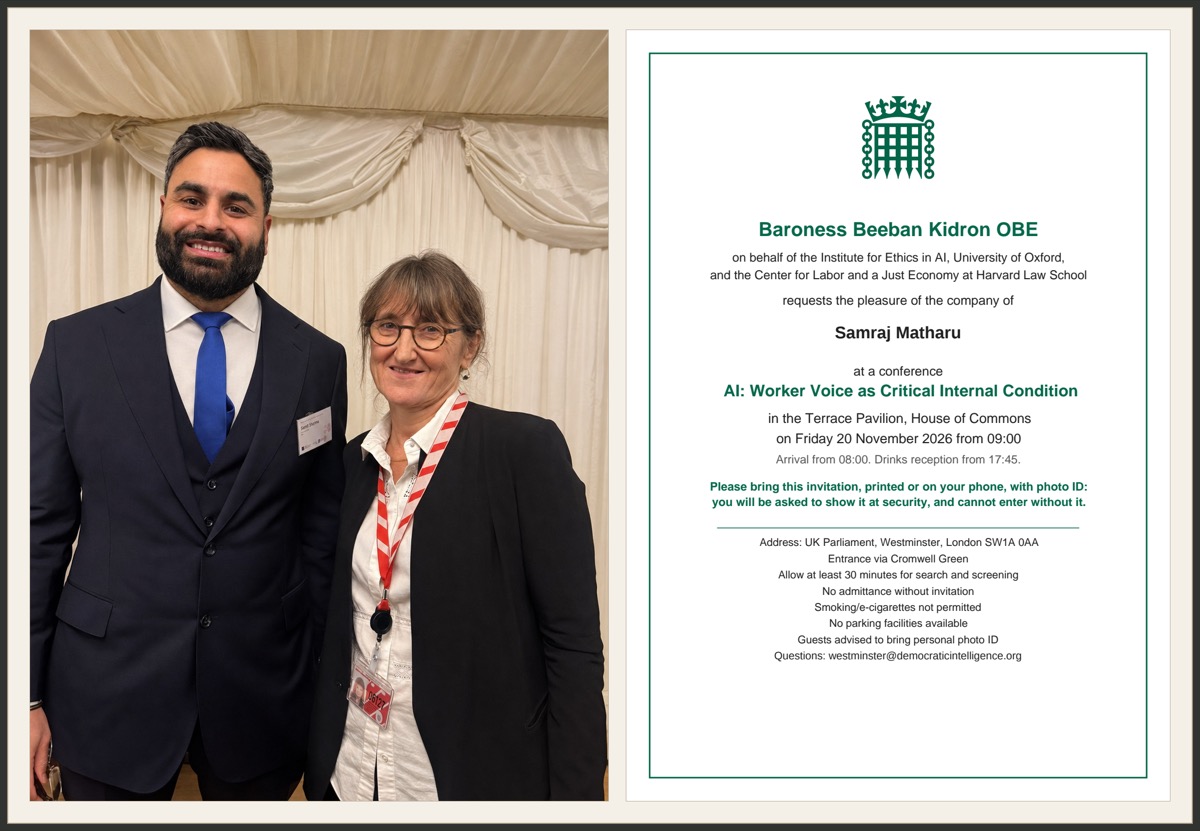 Baroness Beeban Kidron OBE
on behalf of the Institute for Ethics in AI, University of Oxford,
and the Center for Labor and a Just Economy at Harvard Law School
requests the pleasure of the company of
Samraj Matharu
at a conference
AI: Worker Voice as Critical Internal Condition
in the Terrace Pavilion, House of Commons
on Friday 20 November 2026 from 09:00
Arrival from 08:00. Drinks reception from 17:45.
Please bring this invitation, printed or on your phone, with photo ID:
you will be asked to show it at security, and cannot enter without it.
Address: UK Parliament, Westminster, London SW1A 0AA
Entrance via Cromwell Green
Allow at least 30 minutes for search and screening
No admittance without invitation
Smoking/e-cigarettes not permitted
No parking facilities available
Guests advised to bring personal photo ID
Questions: westminster@democraticintelligence.org